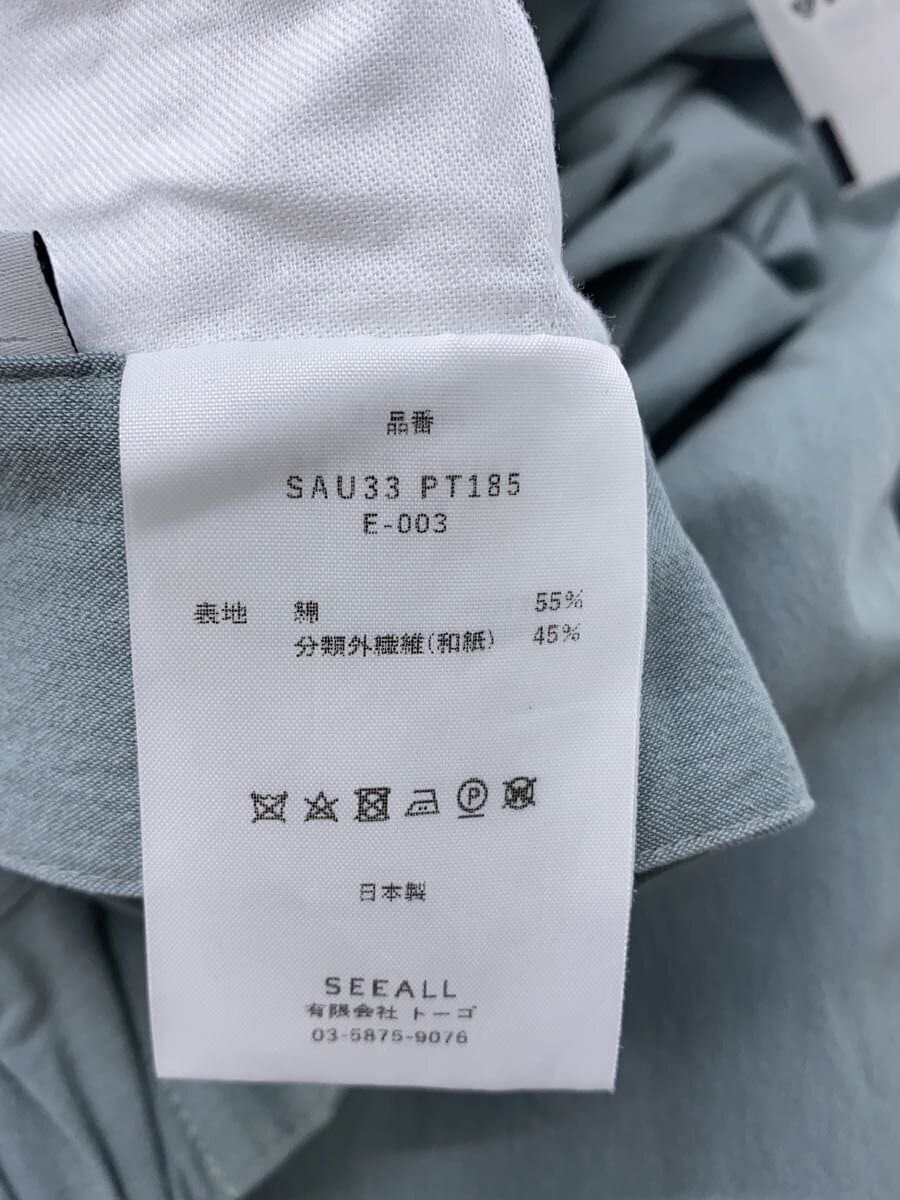 品番
SAU33 PT185
E-003
表地 綿 55%
分類外繊維(和紙) 45%
日本製
SEEALL
有限会社 トーゴ
03-5875-9076